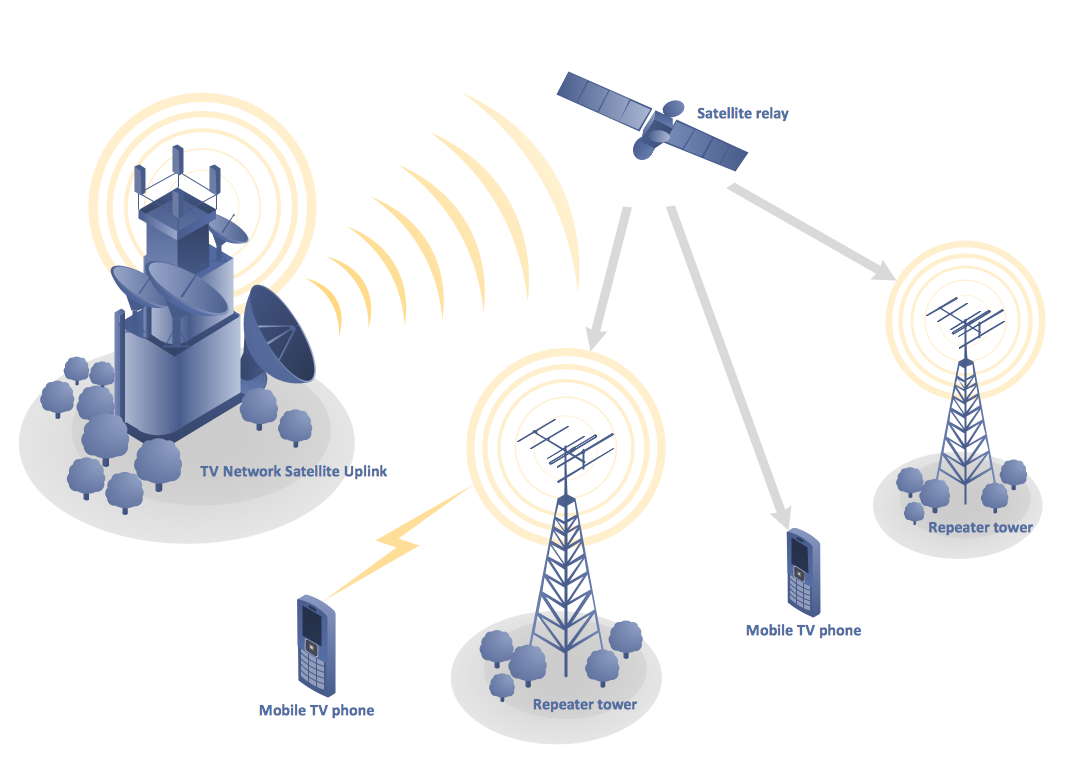 Satellite relay
TV Network Satellite Uplink
Repeater tower
Mobile TV phone
Repeater tower
Mobile TV phone